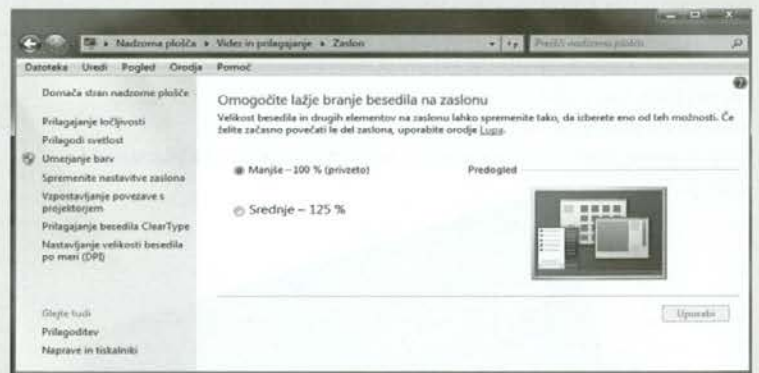 Nadzorna plošča ▸ Videz in prilagajanje ▸ Zaslon
Datoteka Uredi Pogled Orodja Pomoč
Domača stran nadzorne plošče
Prilagajanje ločljivosti
Prilagodi svetlost
Umerjanje barv
Spremenite nastavitve zaslona
Vzpostavljanje povezave s
projektorjem
Prilagajanje besedila ClearType
Nastavljanje velikosti besedila
po meri (DPI)
Glejte tudi
Prilagoditev
Naprave in tiskalniki
Omogočite lažje branje besedila na zaslonu
Velikost besedila in drugih elementov na zaslonu lahko spremenite tako, da izberete eno od teh možnosti. Če
želite začasno povečati le del zaslona, uporabite orodje Lupa.
Manjše – 100 % (privzeto)
Predogled
Srednje – 125 %
Uporabi